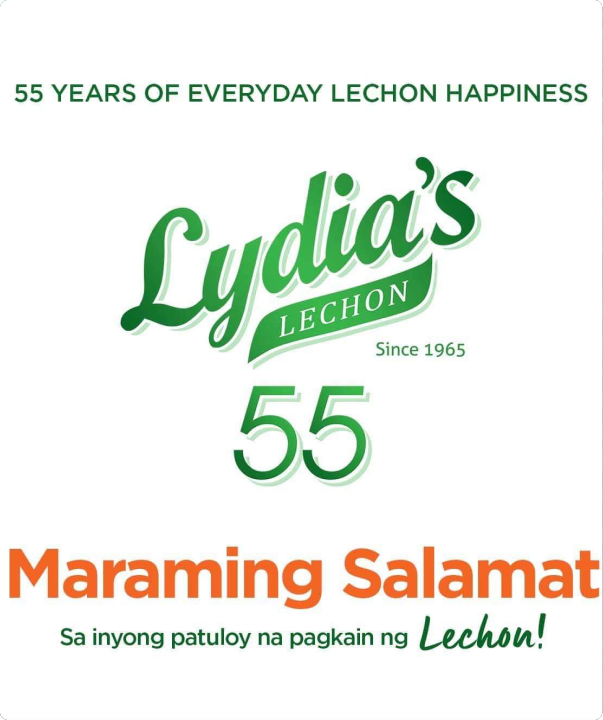 55 YEARS OF EVERYDAY LECHON HAPPINESS
Lydia's
LECHON
Since 1965
55
Maraming Salamat
Sa inyong patuloy na pagkain ng Lechon!